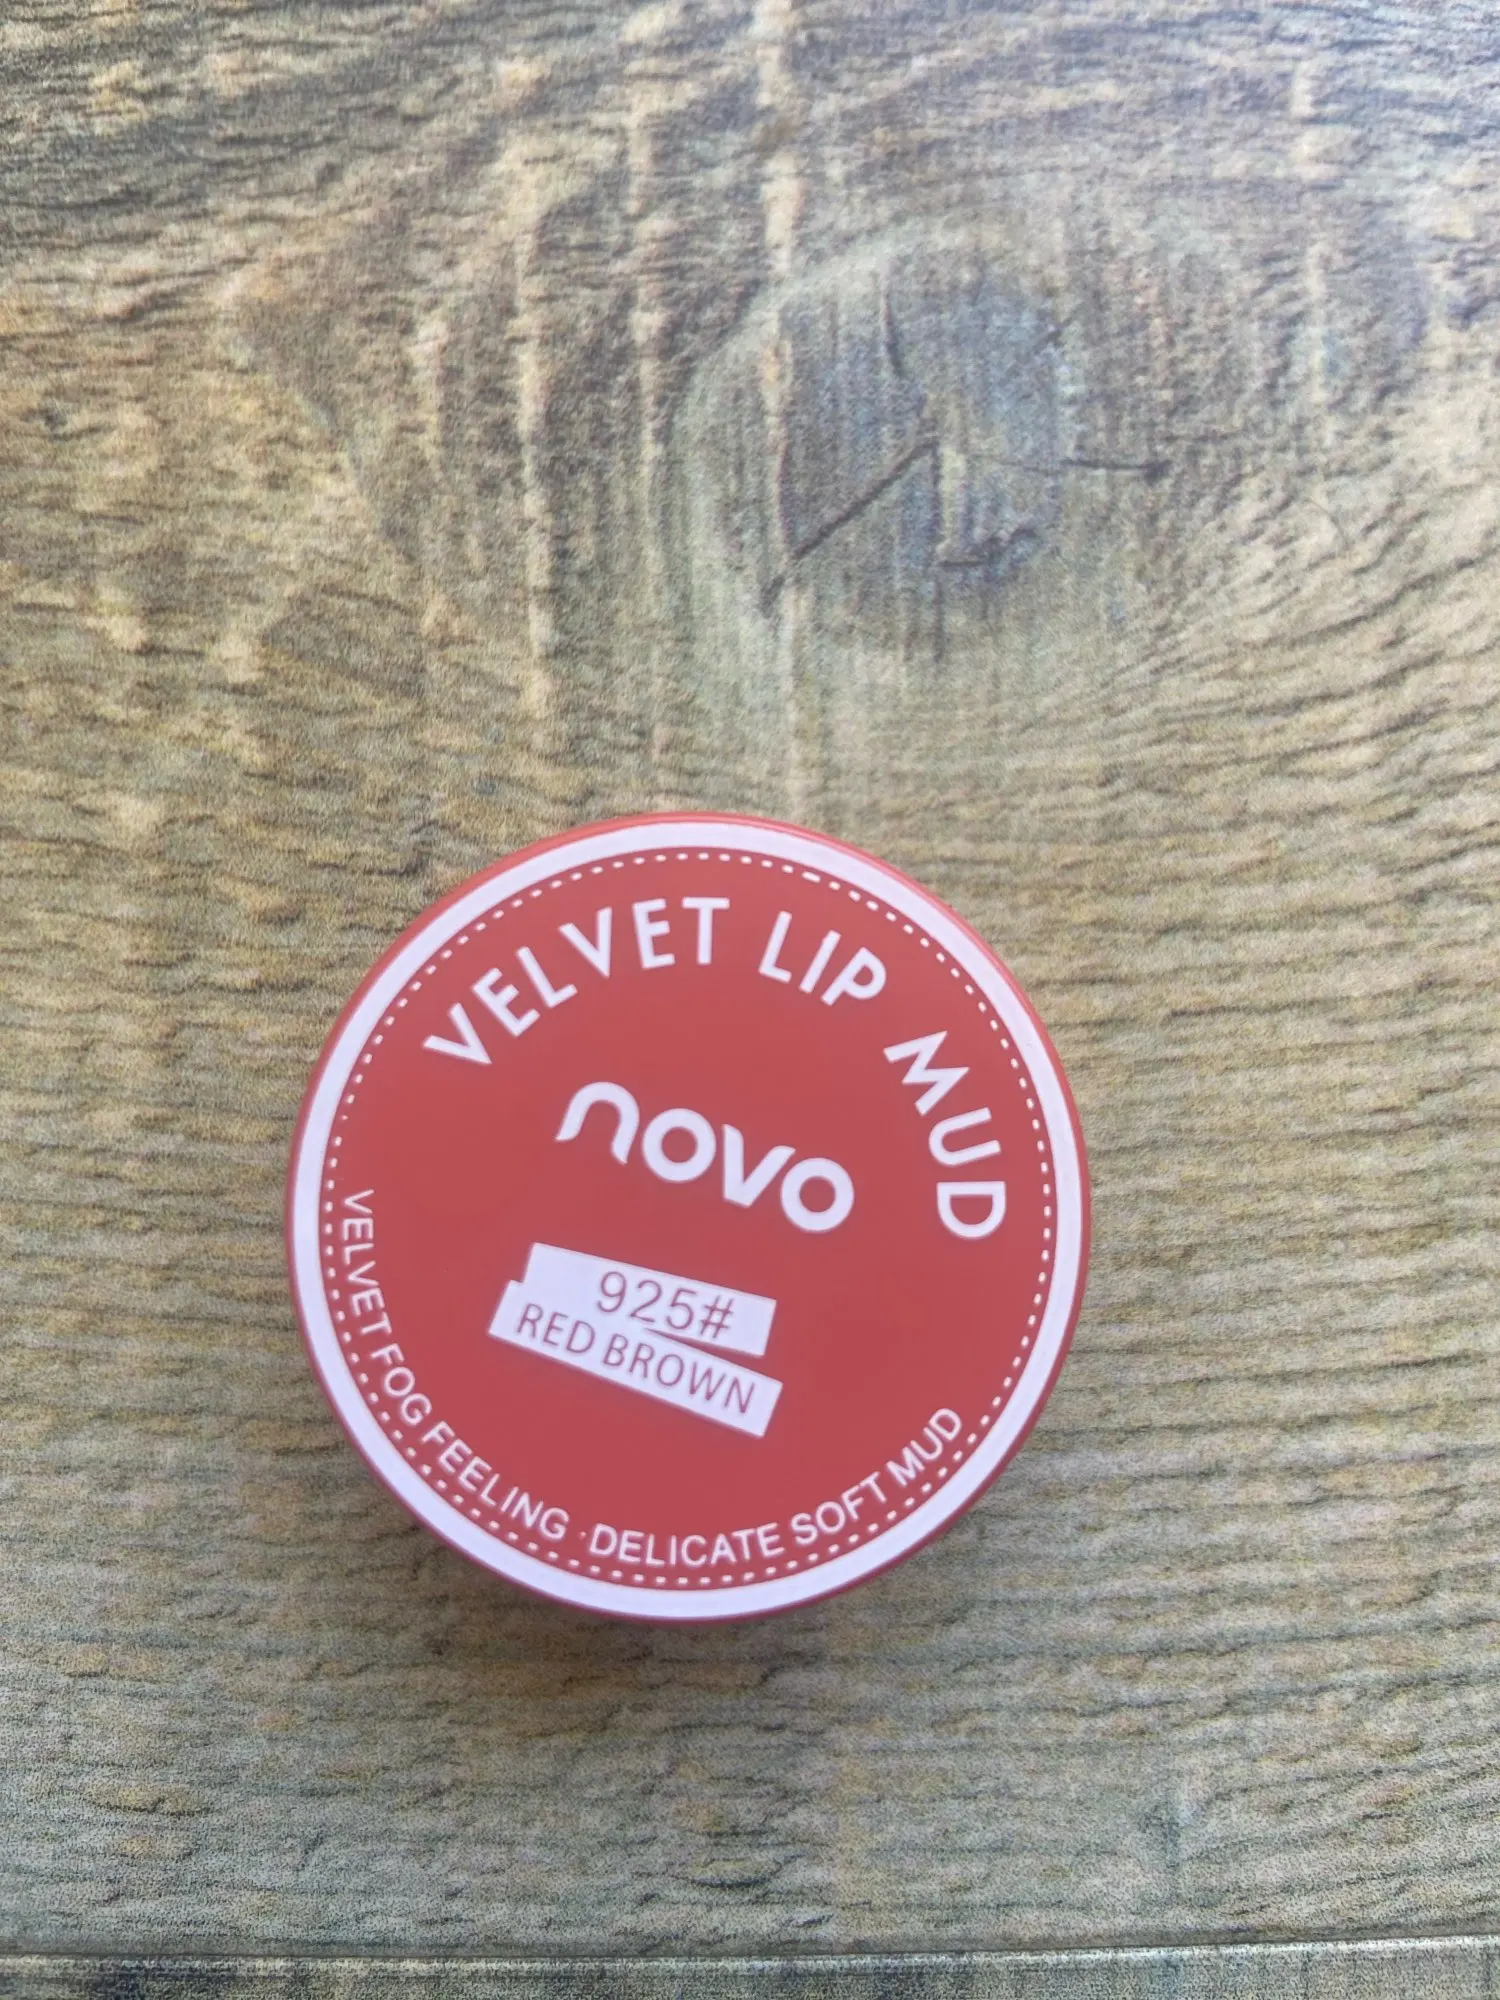 VELVET LIP MUD
novo
925#
RED BROWN
VELVET FOG FEELING · DELICATE SOFT MUD